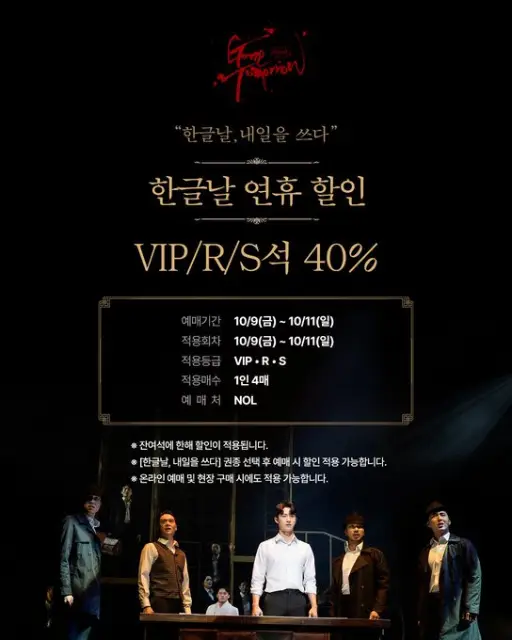 Tomorrow
“한글날, 내일을 쓰다”
한글날 연휴 할인
VIP/R/S석 40%
예매기간 10/9(금) ~ 10/11(일)
적용회차 10/9(금) ~ 10/11(일)
적용등급 VIP • R • S
적용매수 1인 4매
예 매 처 NOL
※ 잔여석에 한해 할인이 적용됩니다.
※ [한글날, 내일을 쓰다] 권종 선택 후 예매 시 할인 적용 가능합니다.
※ 온라인 예매 및 현장 구매 시에도 적용 가능합니다.